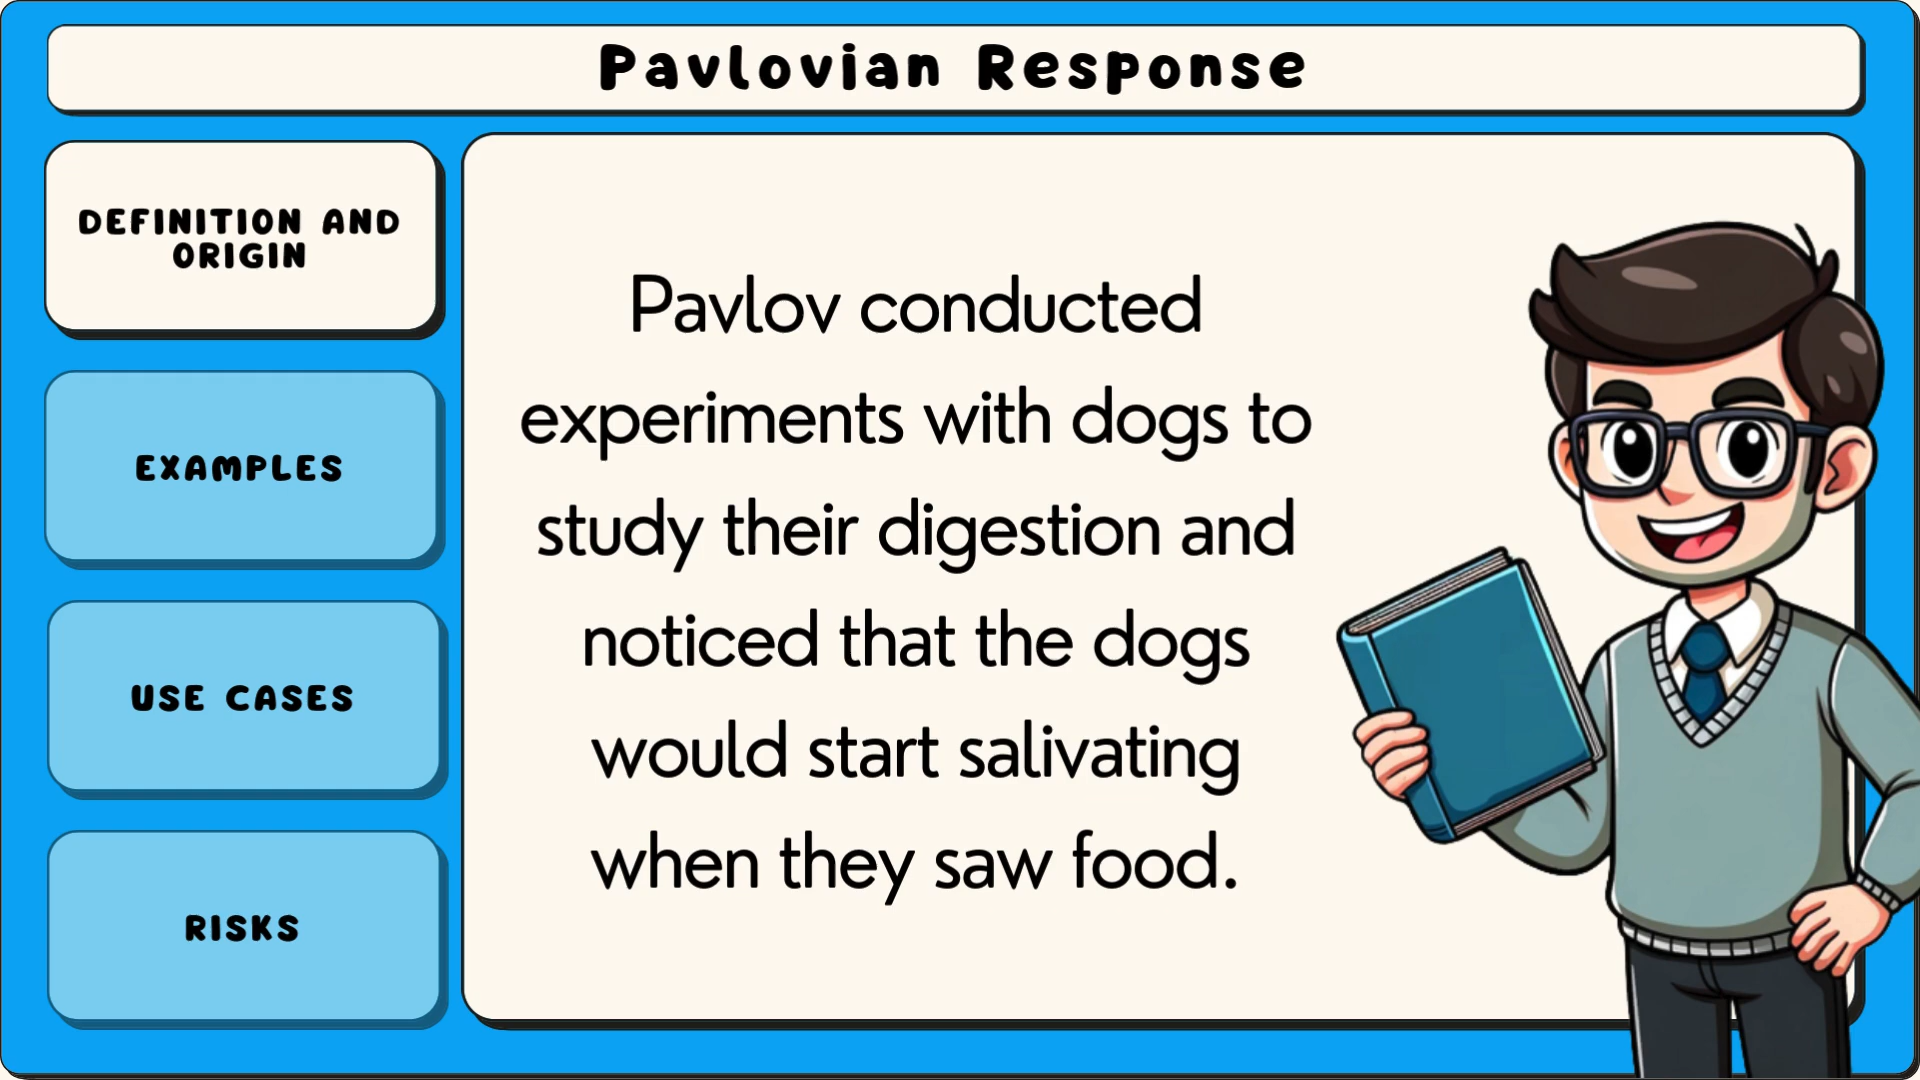 Pavlovian Response
DEFINITION AND
ORIGIN
EXAMPLES
USE CASES
RISKS
Pavlov conducted
experiments with dogs to
study their digestion and
noticed that the dogs
would start salivating
when they saw food.